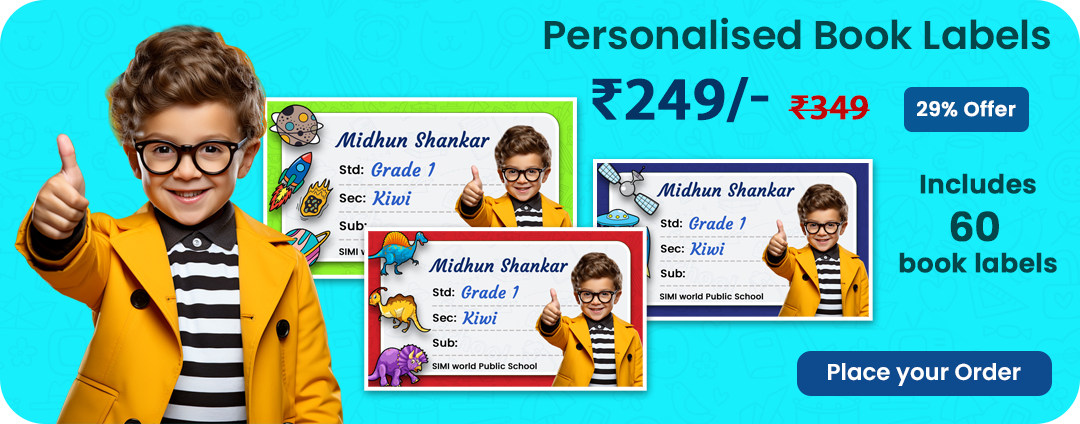 Personalised Book Labels
₹249/- ₹349
29% Offer
Includes
60
book labels
Place your Order
Midhun Shankar
Std: Grade 1
Sec: Kiwi
Sub:
SIMI
Midhun Shankar
Std: Grade 1
Sec: Kiwi
Sub:
SIMI world Public School
Midhun Shankar
Std: Grade 1
Sec: Kiwi
Sub:
SIMI world Public School